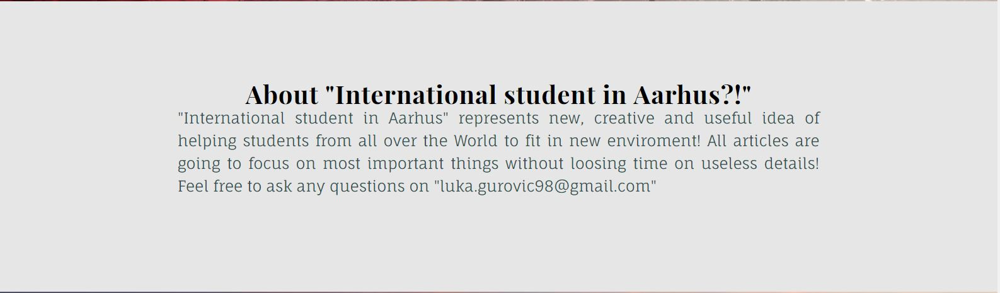 About "International student in Aarhus?!"
"International student in Aarhus" represents new, creative and useful idea of
helping students from all over the World to fit in new enviroment! All articles are
going to focus on most important things without loosing time on useless details!
Feel free to ask any questions on "luka.gurovic98@gmail.com"